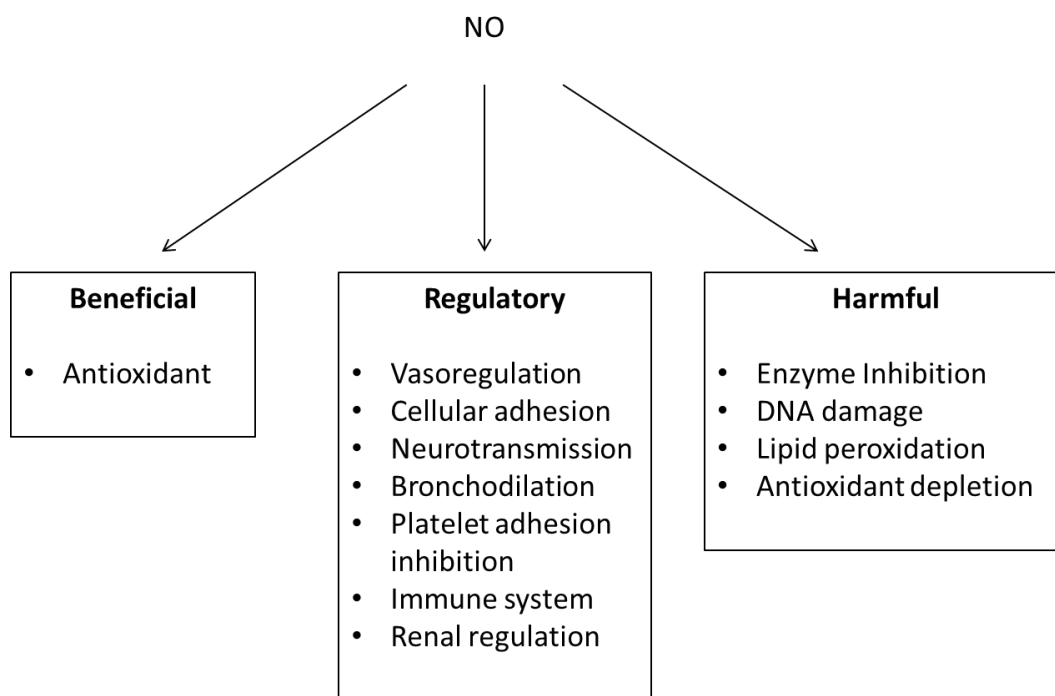 NO
Beneficial
• Antioxidant
Regulatory
• Vasoregulation
• Cellular adhesion
• Neurotransmission
• Bronchodilation
• Platelet adhesion
inhibition
• Immune system
• Renal regulation
Harmful
• Enzyme Inhibition
• DNA damage
• Lipid peroxidation
• Antioxidant depletion